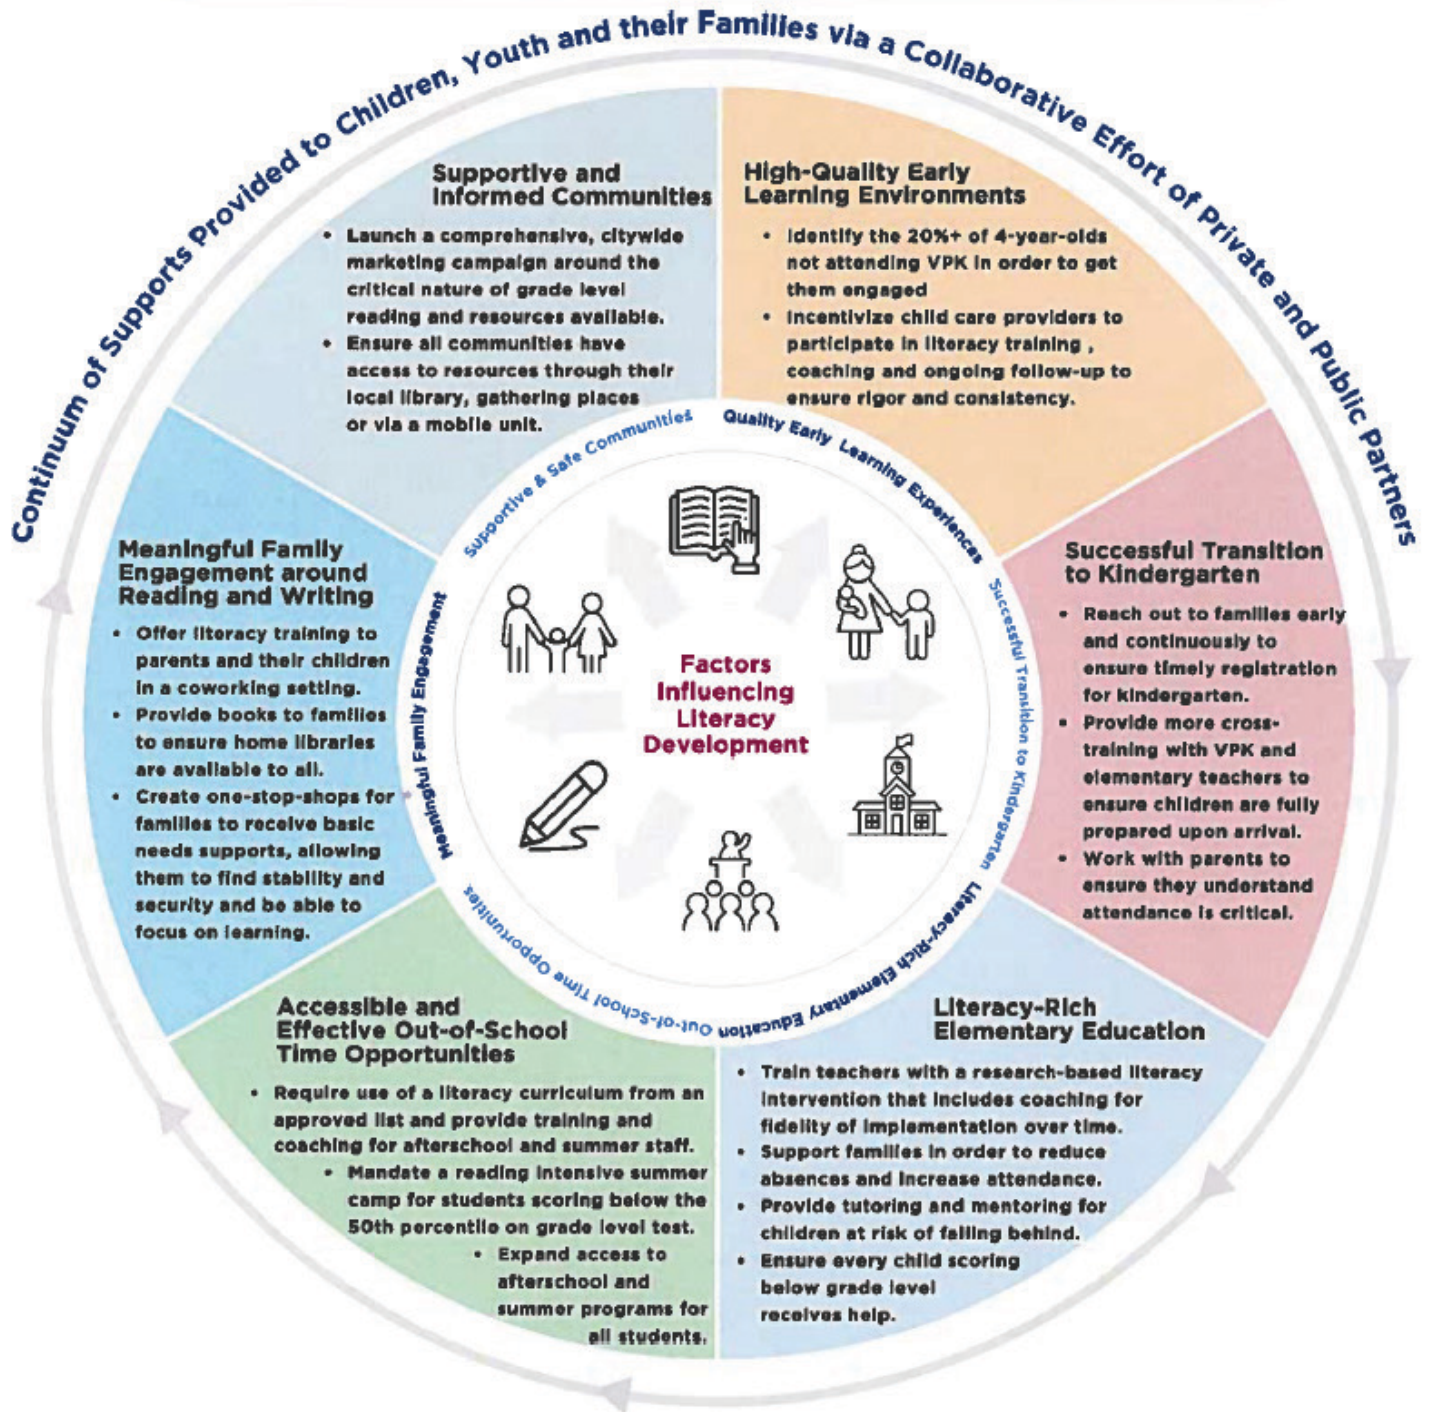 Continuum of Supports Provided to Children, Youth and their Families via a Collaborative Effort of Private and Public Partners
Supportive and
Informed Communities
• Launch a comprehensive, citywide
marketing campaign around the
critical nature of grade level
reading and resources available.
• Ensure all communities have
access to resources through their
local library, gathering places
or via a mobile unit.
High-Quality Early
Learning Environments
• Identify the 20%+ of 4-year-olds
not attending VPK in order to get
them engaged
• Incentivize child care providers to
participate in literacy training ,
coaching and ongoing follow-up to
ensure rigor and consistency.
Successful Transition
to Kindergarten
• Reach out to families early
and continuously to
ensure timely registration
for kindergarten.
• Provide more cross-
training with VPK and
elementary teachers to
ensure children are fully
prepared upon arrival.
• Work with parents to
ensure they understand
attendance is critical.
Literacy-Rich
Elementary Education
• Train teachers with a research-based literacy
intervention that includes coaching for
fidelity of implementation over time.
• Support families in order to reduce
absences and increase attendance.
• Provide tutoring and mentoring for
children at risk of falling behind.
• Ensure every child scoring
below grade level
receives help.
Accessible and
Effective Out-of-School
Time Opportunities
• Require use of a literacy curriculum from an
approved list and provide training and
coaching for afterschool and summer staff.
• Mandate a reading intensive summer
camp for students scoring below the
50th percentile on grade level test.
• Expand access to
afterschool and
summer programs for
all students.
Meaningful Family
Engagement around
Reading and Writing
• Offer literacy training to
parents and their children
in a coworking setting.
• Provide books to families
to ensure home libraries
are available to all.
• Create one-stop-shops for
families to receive basic
needs supports, allowing
them to find stability and
security and be able to
focus on learning.
Supportive & Safe Communities
Quality Early Learning Experiences
Successful Transition to Kindergarten
Literacy-Rich Elementary Education
Out-of-School Time Opportunities
Meaningful Family Engagement
Factors
Influencing
Literacy
Development